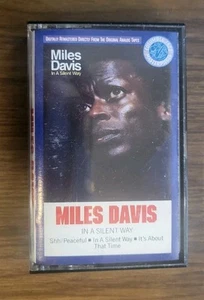 DIGITALLY REMASTERED DIRECTLY FROM THE ORIGINAL ANALOG TAPES
Miles
Davis
In A Silent Way
MILES DAVIS
IN A SILENT WAY
Shh/Peaceful • In A Silent Way • It's About
That Time